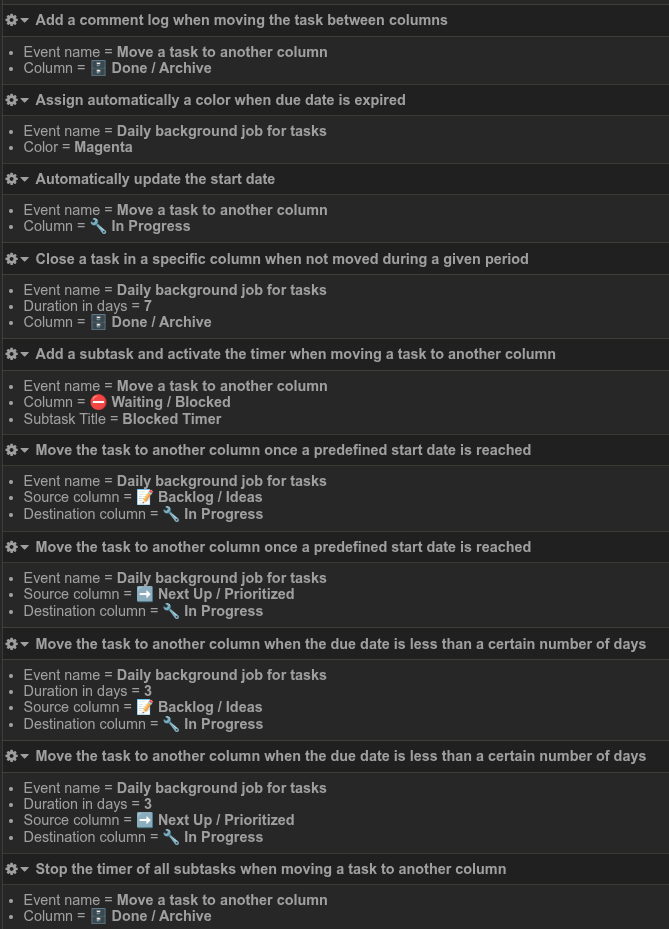 Add a comment log when moving the task between columns
• Event name = Move a task to another column
• Column = 🗄️ Done / Archive
Assign automatically a color when due date is expired
• Event name = Daily background job for tasks
• Color = Magenta
Automatically update the start date
• Event name = Move a task to another column
• Column = 🔧 In Progress
Close a task in a specific column when not moved during a given period
• Event name = Daily background job for tasks
• Duration in days = 7
• Column = 🗄️ Done / Archive
Add a subtask and activate the timer when moving a task to another column
• Event name = Move a task to another column
• Column = ⛔ Waiting / Blocked
• Subtask Title = Blocked Timer
Move the task to another column once a predefined start date is reached
• Event name = Daily background job for tasks
• Source column = 📝 Backlog / Ideas
• Destination column = 🔧 In Progress
Move the task to another column once a predefined start date is reached
• Event name = Daily background job for tasks
• Source column = ➡️ Next Up / Prioritized
• Destination column = 🔧 In Progress
Move the task to another column when the due date is less than a certain number of days
• Event name = Daily background job for tasks
• Duration in days = 3
• Source column = 📝 Backlog / Ideas
• Destination column = 🔧 In Progress
Move the task to another column when the due date is less than a certain number of days
• Event name = Daily background job for tasks
• Duration in days = 3
• Source column = ➡️ Next Up / Prioritized
• Destination column = 🔧 In Progress
Stop the timer of all subtasks when moving a task to another column
• Event name = Move a task to another column
• Column = 🗄️ Done / Archive